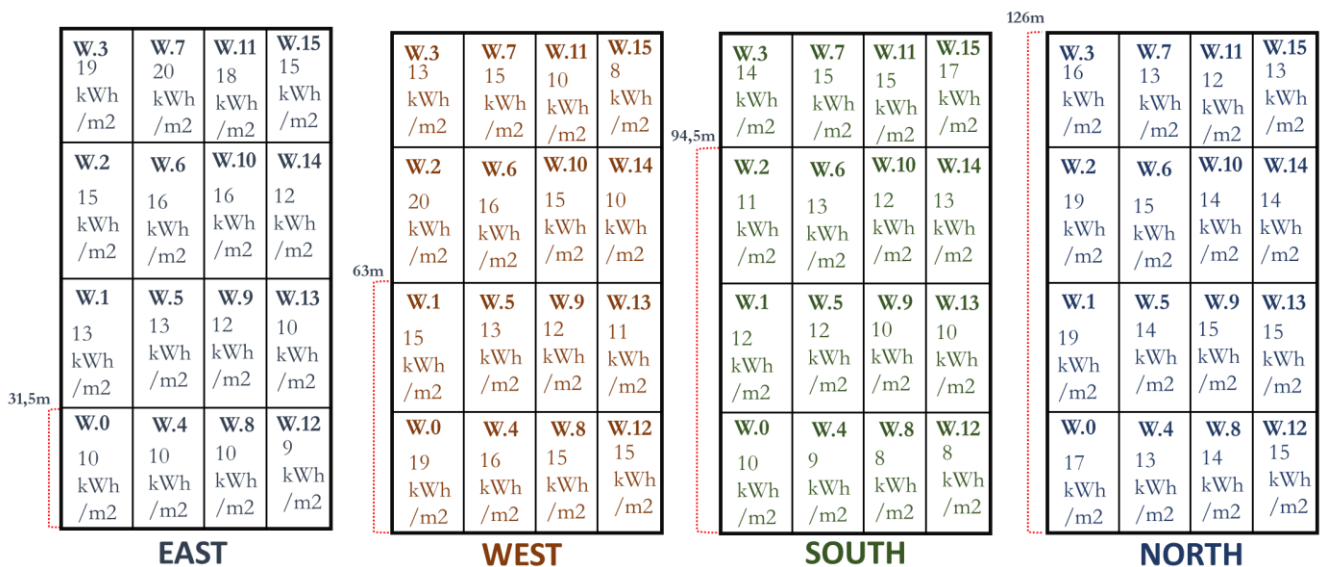 W.3 W.7 W.11 W.15
19 20 18 15
kWh kWh kWh kWh
/m2 /m2 /m2 /m2
W.2 W.6 W.10 W.14
15 16 16 12
kWh kWh kWh kWh
/m2 /m2 /m2 /m2
W.1 W.5 W.9 W.13
13 13 12 10
kWh kWh kWh kWh
/m2 /m2 /m2 /m2
31,5m
W.0 W.4 W.8 W.12
10 10 10 9
kWh kWh kWh kWh
/m2 /m2 /m2 /m2
EAST
W.3 W.7 W.11 W.15
13 15 10 8
kWh kWh kWh kWh
/m2 /m2 /m2 /m2
W.2 W.6 W.10 W.14
20 16 15 10
kWh kWh kWh kWh
/m2 /m2 /m2 /m2
63m
W.1 W.5 W.9 W.13
15 13 12 11
kWh kWh kWh kWh
/m2 /m2 /m2 /m2
W.0 W.4 W.8 W.12
19 16 15 15
kWh kWh kWh kWh
/m2 /m2 /m2 /m2
WEST
W.3 W.7 W.11 W.15
14 15 15 17
kWh kWh kWh kWh
/m2 /m2 /m2 /m2
94,5m
W.2 W.6 W.10 W.14
11 13 12 13
kWh kWh kWh kWh
/m2 /m2 /m2 /m2
W.1 W.5 W.9 W.13
12 12 10 10
kWh kWh kWh kWh
/m2 /m2 /m2 /m2
W.0 W.4 W.8 W.12
10 9 8 8
kWh kWh kWh kWh
/m2 /m2 /m2 /m2
SOUTH
126m
W.3 W.7 W.11 W.15
16 13 12 13
kWh kWh kWh kWh
/m2 /m2 /m2 /m2
W.2 W.6 W.10 W.14
19 15 14 14
kWh kWh kWh kWh
/m2 /m2 /m2 /m2
W.1 W.5 W.9 W.13
19 14 15 15
kWh kWh kWh kWh
/m2 /m2 /m2 /m2
W.0 W.4 W.8 W.12
17 13 14 15
kWh kWh kWh kWh
/m2 /m2 /m2 /m2
NORTH